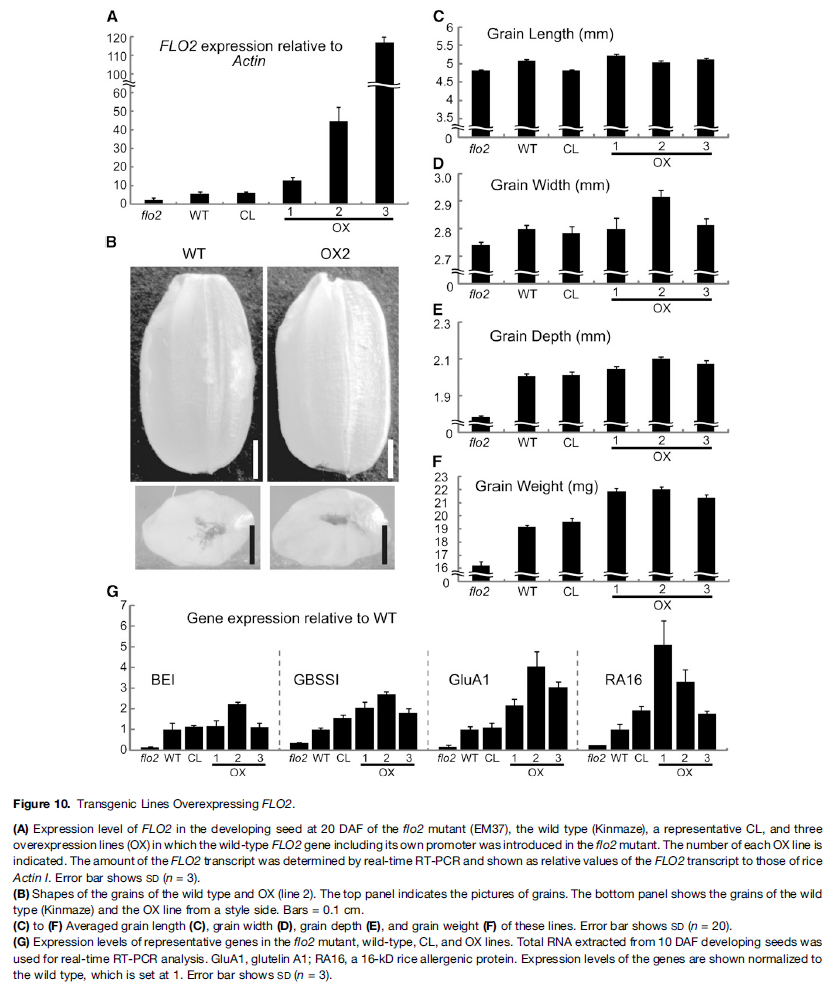 A
FLO2 expression relative to
Actin
120
110
100
60
50
40
30
20
10
0
flo2 WT CL 1 2 3
OX
B
WT OX2
C
Grain Length (mm)
6
5.5
5
4.5
4
3.5
0
flo2 WT CL 1 2 3
OX
D
Grain Width (mm)
3.0
2.9
2.8
2.7
0
flo2 WT CL 1 2 3
OX
E
Grain Depth (mm)
2.3
2.1
1.9
0
flo2 WT CL 1 2 3
OX
F
Grain Weight (mg)
23
22
21
20
19
18
17
16
0
flo2 WT CL 1 2 3
OX
G
Gene expression relative to WT
7
6
5
4
3
2
1
0
BEI GBSSI GluA1 RA16
flo2 WT CL 1 2 3 flo2 WT CL 1 2 3 flo2 WT CL 1 2 3 flo2 WT CL 1 2 3
OX OX OX OX
Figure 10. Transgenic Lines Overexpressing FLO2.
(A) Expression level of FLO2 in the developing seed at 20 DAF of the flo2 mutant (EM37), the wild type (Kinmaze), a representative CL, and three
overexpression lines (OX) in which the wild-type FLO2 gene including its own promoter was introduced in the flo2 mutant. The number of each OX line is
indicated. The amount of the FLO2 transcript was determined by real-time RT-PCR and shown as relative values of the FLO2 transcript to those of rice
Actin I. Error bar shows SD (n = 3).
(B) Shapes of the grains of the wild type and OX (line 2). The top panel indicates the pictures of grains. The bottom panel shows the grains of the wild
type (Kinmaze) and the OX line from a style side. Bars = 0.1 cm.
(C) to (F) Averaged grain length (C), grain width (D), grain depth (E), and grain weight (F) of these lines. Error bar shows SD (n = 20).
(G) Expression levels of representative genes in the flo2 mutant, wild-type, CL, and OX lines. Total RNA extracted from 10 DAF developing seeds was
used for real-time RT-PCR analysis. GluA1, glutelin A1; RA16, a 16-kD rice allergenic protein. Expression levels of the genes are shown normalized to
the wild type, which is set at 1. Error bar shows SD (n = 3).